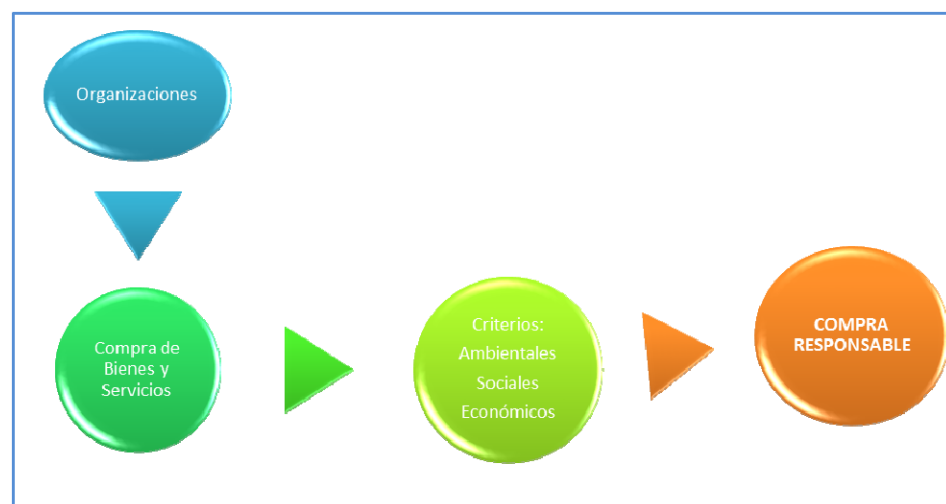 Organizaciones
Compra de
Bienes y
Servicios
Criterios:
Ambientales
Sociales
Económicos
COMPRA
RESPONSABLE